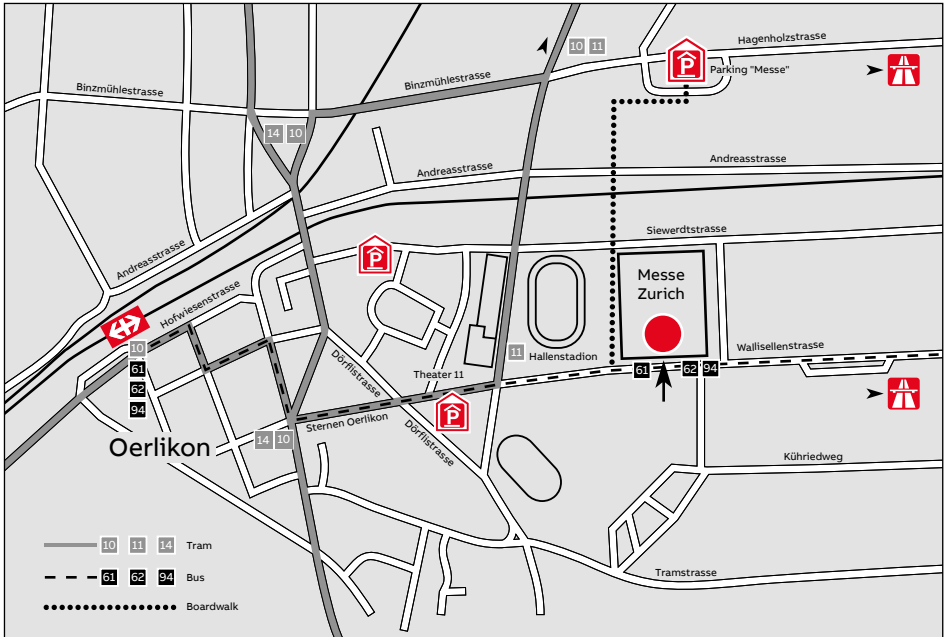 Hagenholzstrasse
10 11
P
Parking "Messe"
Binzmühlestrasse
Binzmühlestrasse
14 10
Andreasstrasse
Andreasstrasse
Siewerdtstrasse
Andreasstrasse
P
Messe
Zurich
Hofwiesenstrasse
10
11
Hallenstadion
Wallisellenstrasse
61
62
94
Theater 11
Dörflistrasse
61 62 94
P
Sternen Oerlikon
Dörflistrasse
14 10
Oerlikon
Kühriedweg
10 11 14 Tram
61 62 94 Bus
Boardwalk
Tramstrasse